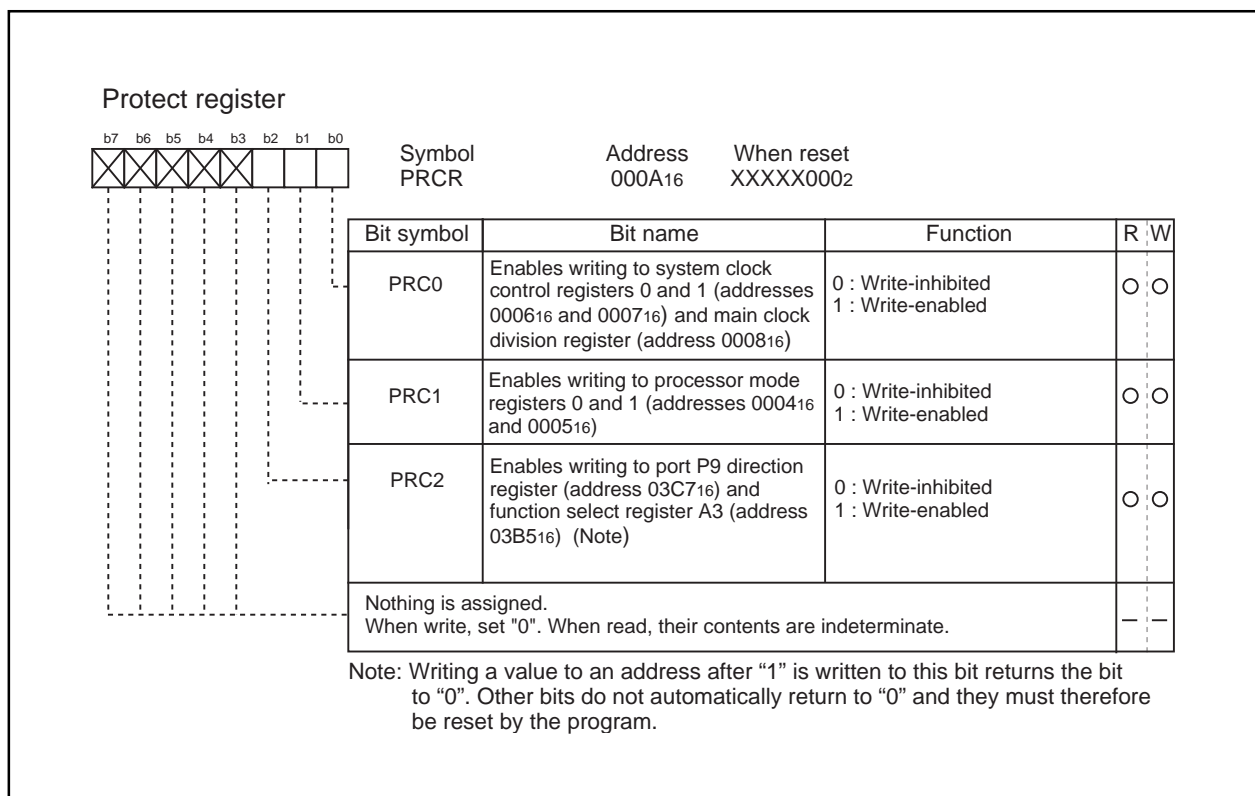 Protect register
b7 b6 b5 b4 b3 b2 b1 b0
Symbol Address When reset
PRCR 000A16 XXXXX0002
Bit symbol Bit name Function R W
PRC0
Enables writing to system clock
control registers 0 and 1 (addresses
000616 and 000716) and main clock
division register (address 000816)
0 : Write-inhibited
1 : Write-enabled
PRC1
Enables writing to processor mode
registers 0 and 1 (addresses 000416
and 000516)
0 : Write-inhibited
1 : Write-enabled
PRC2
Enables writing to port P9 direction
register (address 03C716) and
function select register A3 (address
03B516) (Note)
0 : Write-inhibited
1 : Write-enabled
Nothing is assigned.
When write, set "0". When read, their contents are indeterminate.
Note: Writing a value to an address after “1” is written to this bit returns the bit
to “0”. Other bits do not automatically return to “0” and they must therefore
be reset by the program.